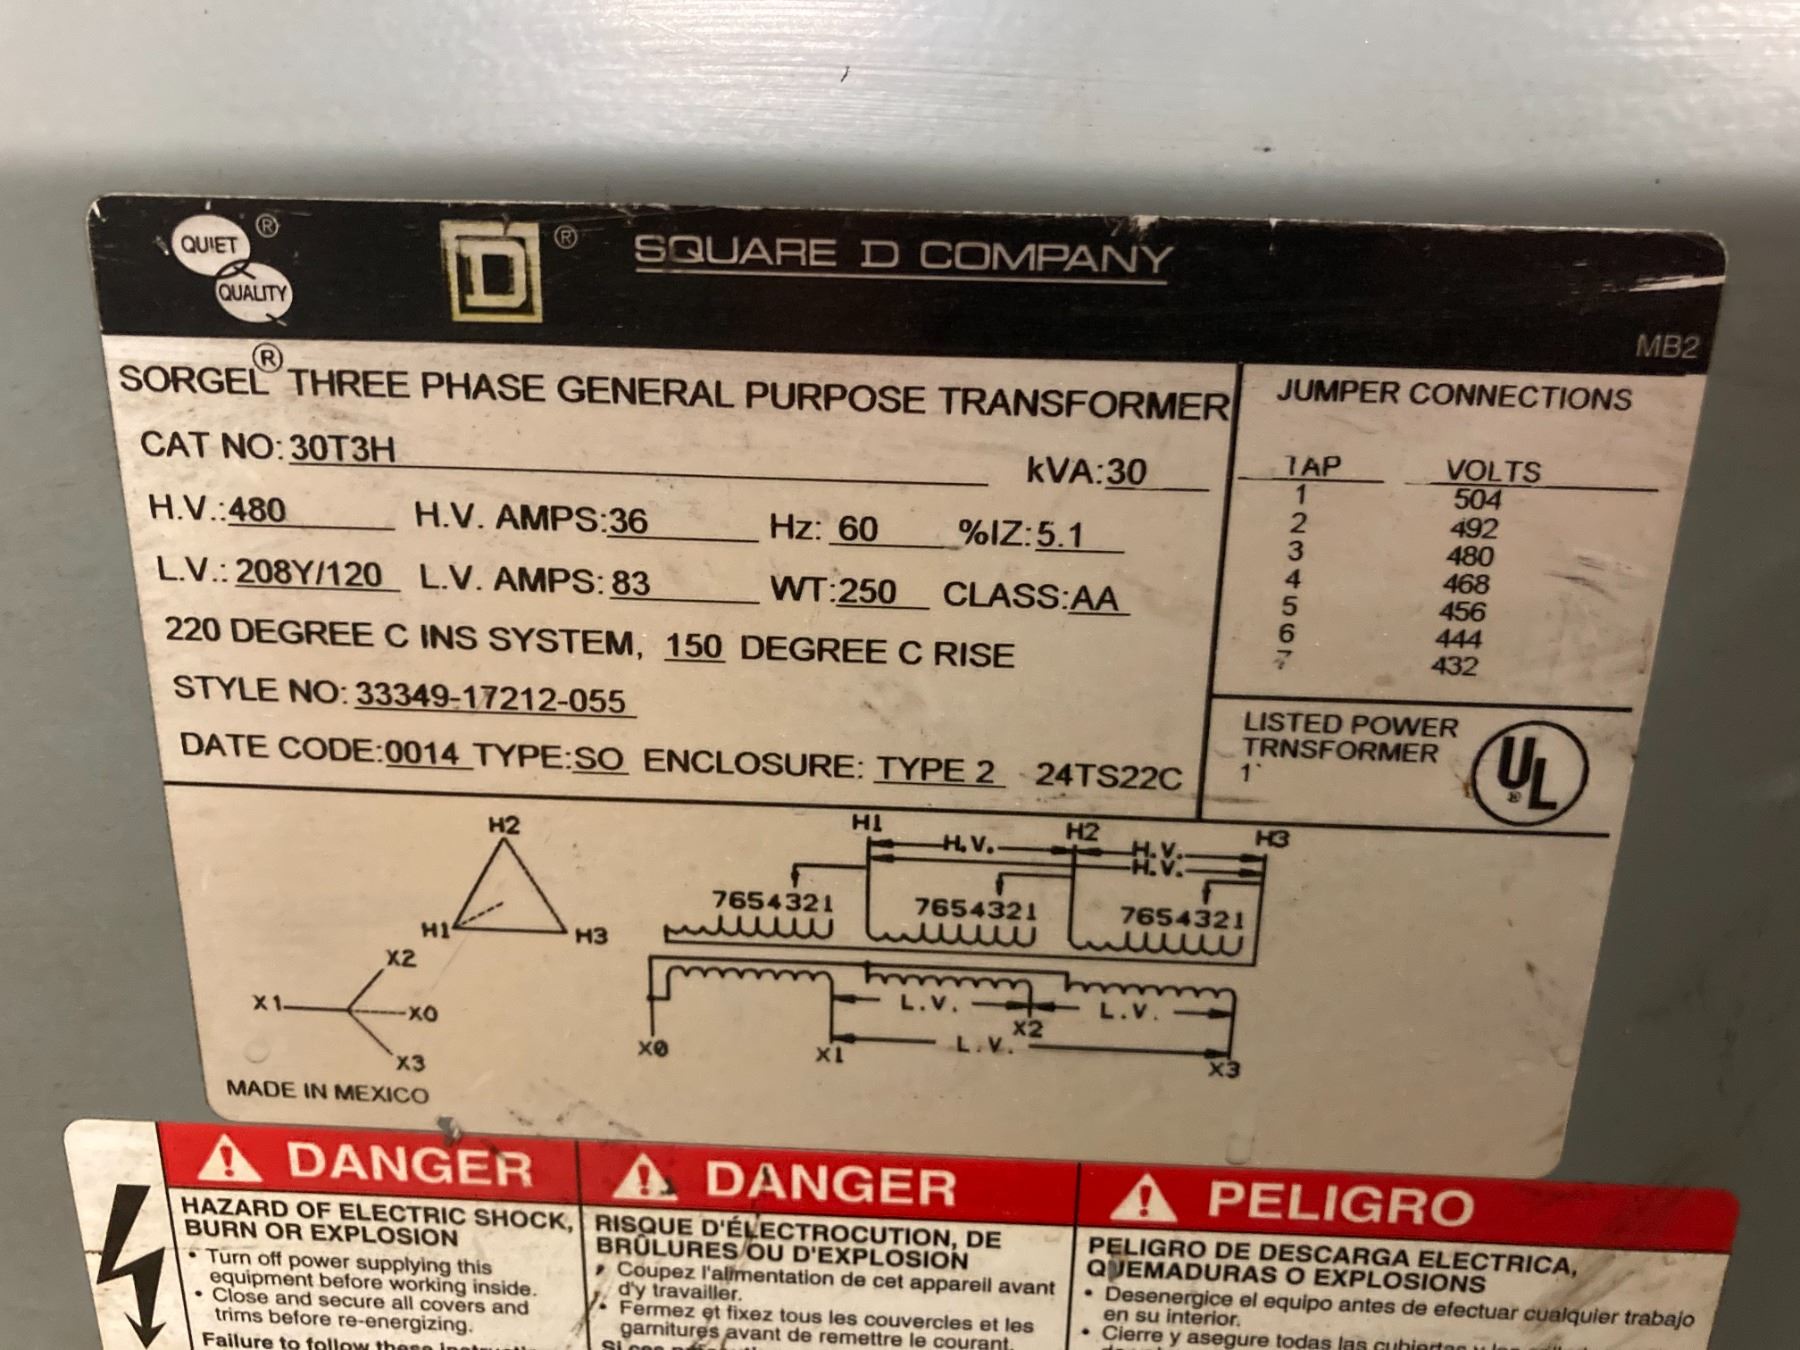 QUIET ®
QUALITY
D ®
SQUARE D COMPANY
MB2
SORGEL® THREE PHASE GENERAL PURPOSE TRANSFORMER
CAT NO: 30T3H kVA: 30
H.V.: 480 H.V. AMPS: 36 Hz: 60 %IZ: 5.1
L.V.: 208Y/120 L.V. AMPS: 83 WT: 250 CLASS: AA
220 DEGREE C INS SYSTEM, 150 DEGREE C RISE
STYLE NO: 33349-17212-055
DATE CODE: 0014 TYPE: SO ENCLOSURE: TYPE 2 24TS22C
JUMPER CONNECTIONS
TAP VOLTS
1 504
2 492
3 480
4 468
5 456
6 444
7 432
LISTED POWER
TRNSFORMER
1
UL ®
H2
H1
H3
X2
X1
X0
X3
H1 H2 H3
H.V. H.V.
H.V.
7654321 7654321 7654321
L.V. L.V.
X2
L.V.
X0 X1 X3
MADE IN MEXICO
DANGER
HAZARD OF ELECTRIC SHOCK,
BURN OR EXPLOSION
• Turn off power supplying this
equipment before working inside.
• Close and secure all covers and
trims before re-energizing.
Failure to follow these
DANGER
RISQUE D'ÉLECTROCUTION, DE
BRÛLURES OU D'EXPLOSION
• Coupez l'alimentation de cet appareil avant
d'y travailler.
• Fermez et fixez tous les couvercles et les
garnitures avant de remettre le courant.
PELIGRO
PELIGRO DE DESCARGA ELECTRICA,
QUEMADURAS O EXPLOSIONS
• Desenergice el equipo antes de efectuar cualquier trabajo
en su interior.
• Cierre y asegure todas las